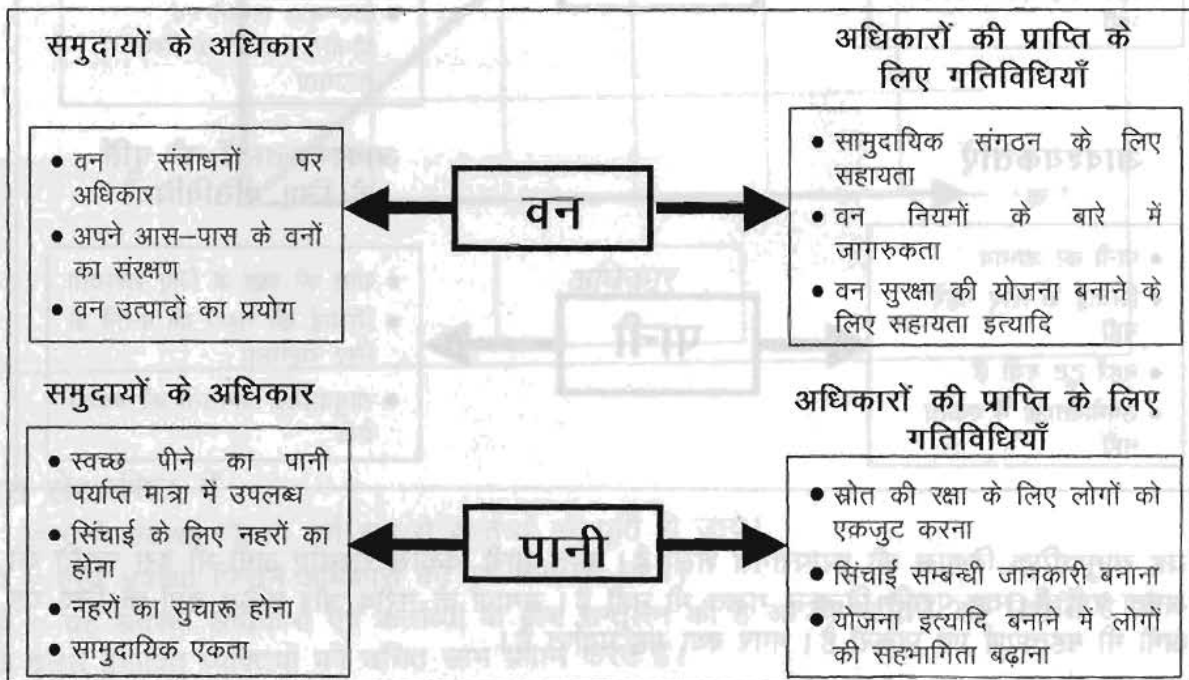 समुदायों के अधिकार
• वन संसाधनों पर
अधिकार
• अपने आस–पास के वनों
का संरक्षण
• वन उत्पादों का प्रयोग
वन
अधिकारों की प्राप्ति के
लिए गतिविधियाँ
• सामुदायिक संगठन के लिए
सहायता
• वन नियमों के बारे में
जागरुकता
• वन सुरक्षा की योजना बनाने के
लिए सहायता इत्यादि
समुदायों के अधिकार
• स्वच्छ पीने का पानी
पर्याप्त मात्रा में उपलब्ध
• सिंचाई के लिए नहरों का
होना
• नहरों का सुचारू होना
• सामुदायिक एकता
पानी
अधिकारों की प्राप्ति के लिए
गतिविधियाँ
• स्रोत की रक्षा के लिए लोगों को
एकजुट करना
• सिंचाई सम्बन्धी जानकारी बनाना
• योजना इत्यादि बनाने में लोगों
की सहभागिता बढ़ाना